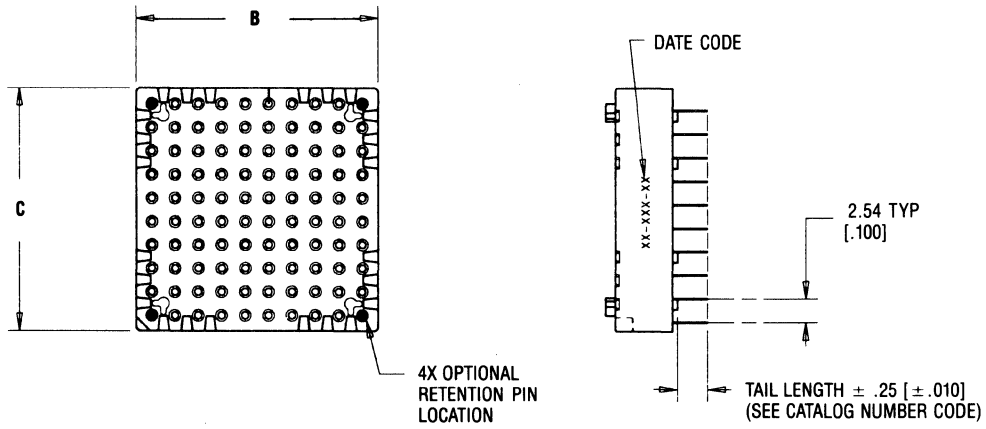 B
C
4X OPTIONAL
RETENTION PIN
LOCATION
DATE CODE
XX-XXX-XX
2.54 TYP
[.100]
TAIL LENGTH ± .25 [±.010]
(SEE CATALOG NUMBER CODE)